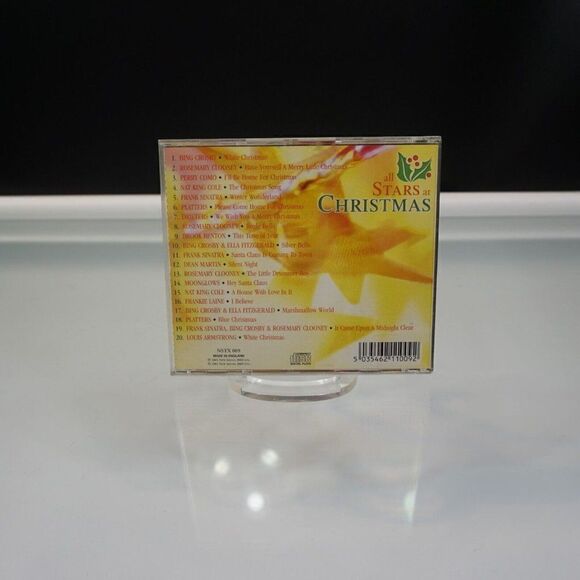 1. BING CROSBY • White Christmas
2. ROSEMARY CLOONEY • Have Yourself A Merry Little Christmas
3. PERRY COMO • I'll Be Home For Christmas
4. NAT KING COLE • The Christmas Song
5. FRANK SINATRA • Winter Wonderland
6. PLATTERS • Please Come Home For Christmas
7. DRIFTERS • We Wish You A Merry Christmas
8. ROSEMARY CLOONEY • Jingle Bells
9. BROOK BENTON • This Time of Year
10. BING CROSBY & ELLA FITZGERALD • Silver Bells
11. FRANK SINATRA • Santa Claus Is Coming To Town
12. DEAN MARTIN • Silent Night
13. ROSEMARY CLOONEY • The Little Drummer Boy
14. MOONGLOWS • Hey Santa Claus
15. NAT KING COLE • A House With Love In It
16. FRANKIE LAINE • I Believe
17. BING CROSBY & ELLA FITZGERALD • Marshmallow World
18. PLATTERS • Blue Christmas
19. FRANK SINATRA, BING CROSBY & ROSEMARY CLOONEY • It Came Upon A Midnight Clear
20. LOUIS ARMSTRONG • White Christmas
all
STARS at
CHRISTMAS
MADE IN ENGLAND
5 035462 110092